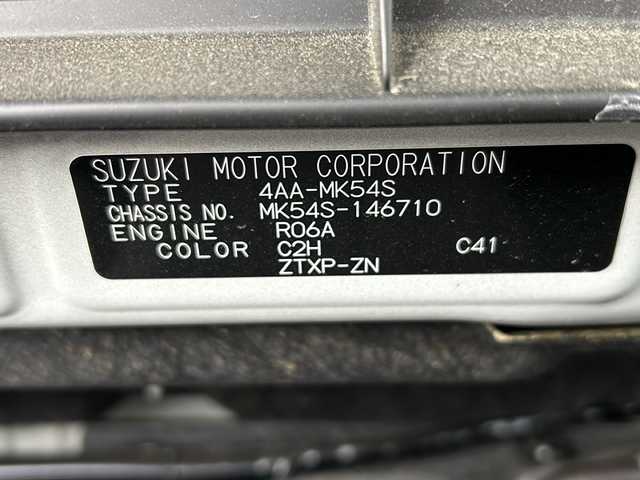 SUZUKI MOTOR CORPORATION
TYPE 4AA-MK54S
CHASSIS NO. MK54S-146710
ENGINE R06A
COLOR C2H C41
ZTXP-ZN